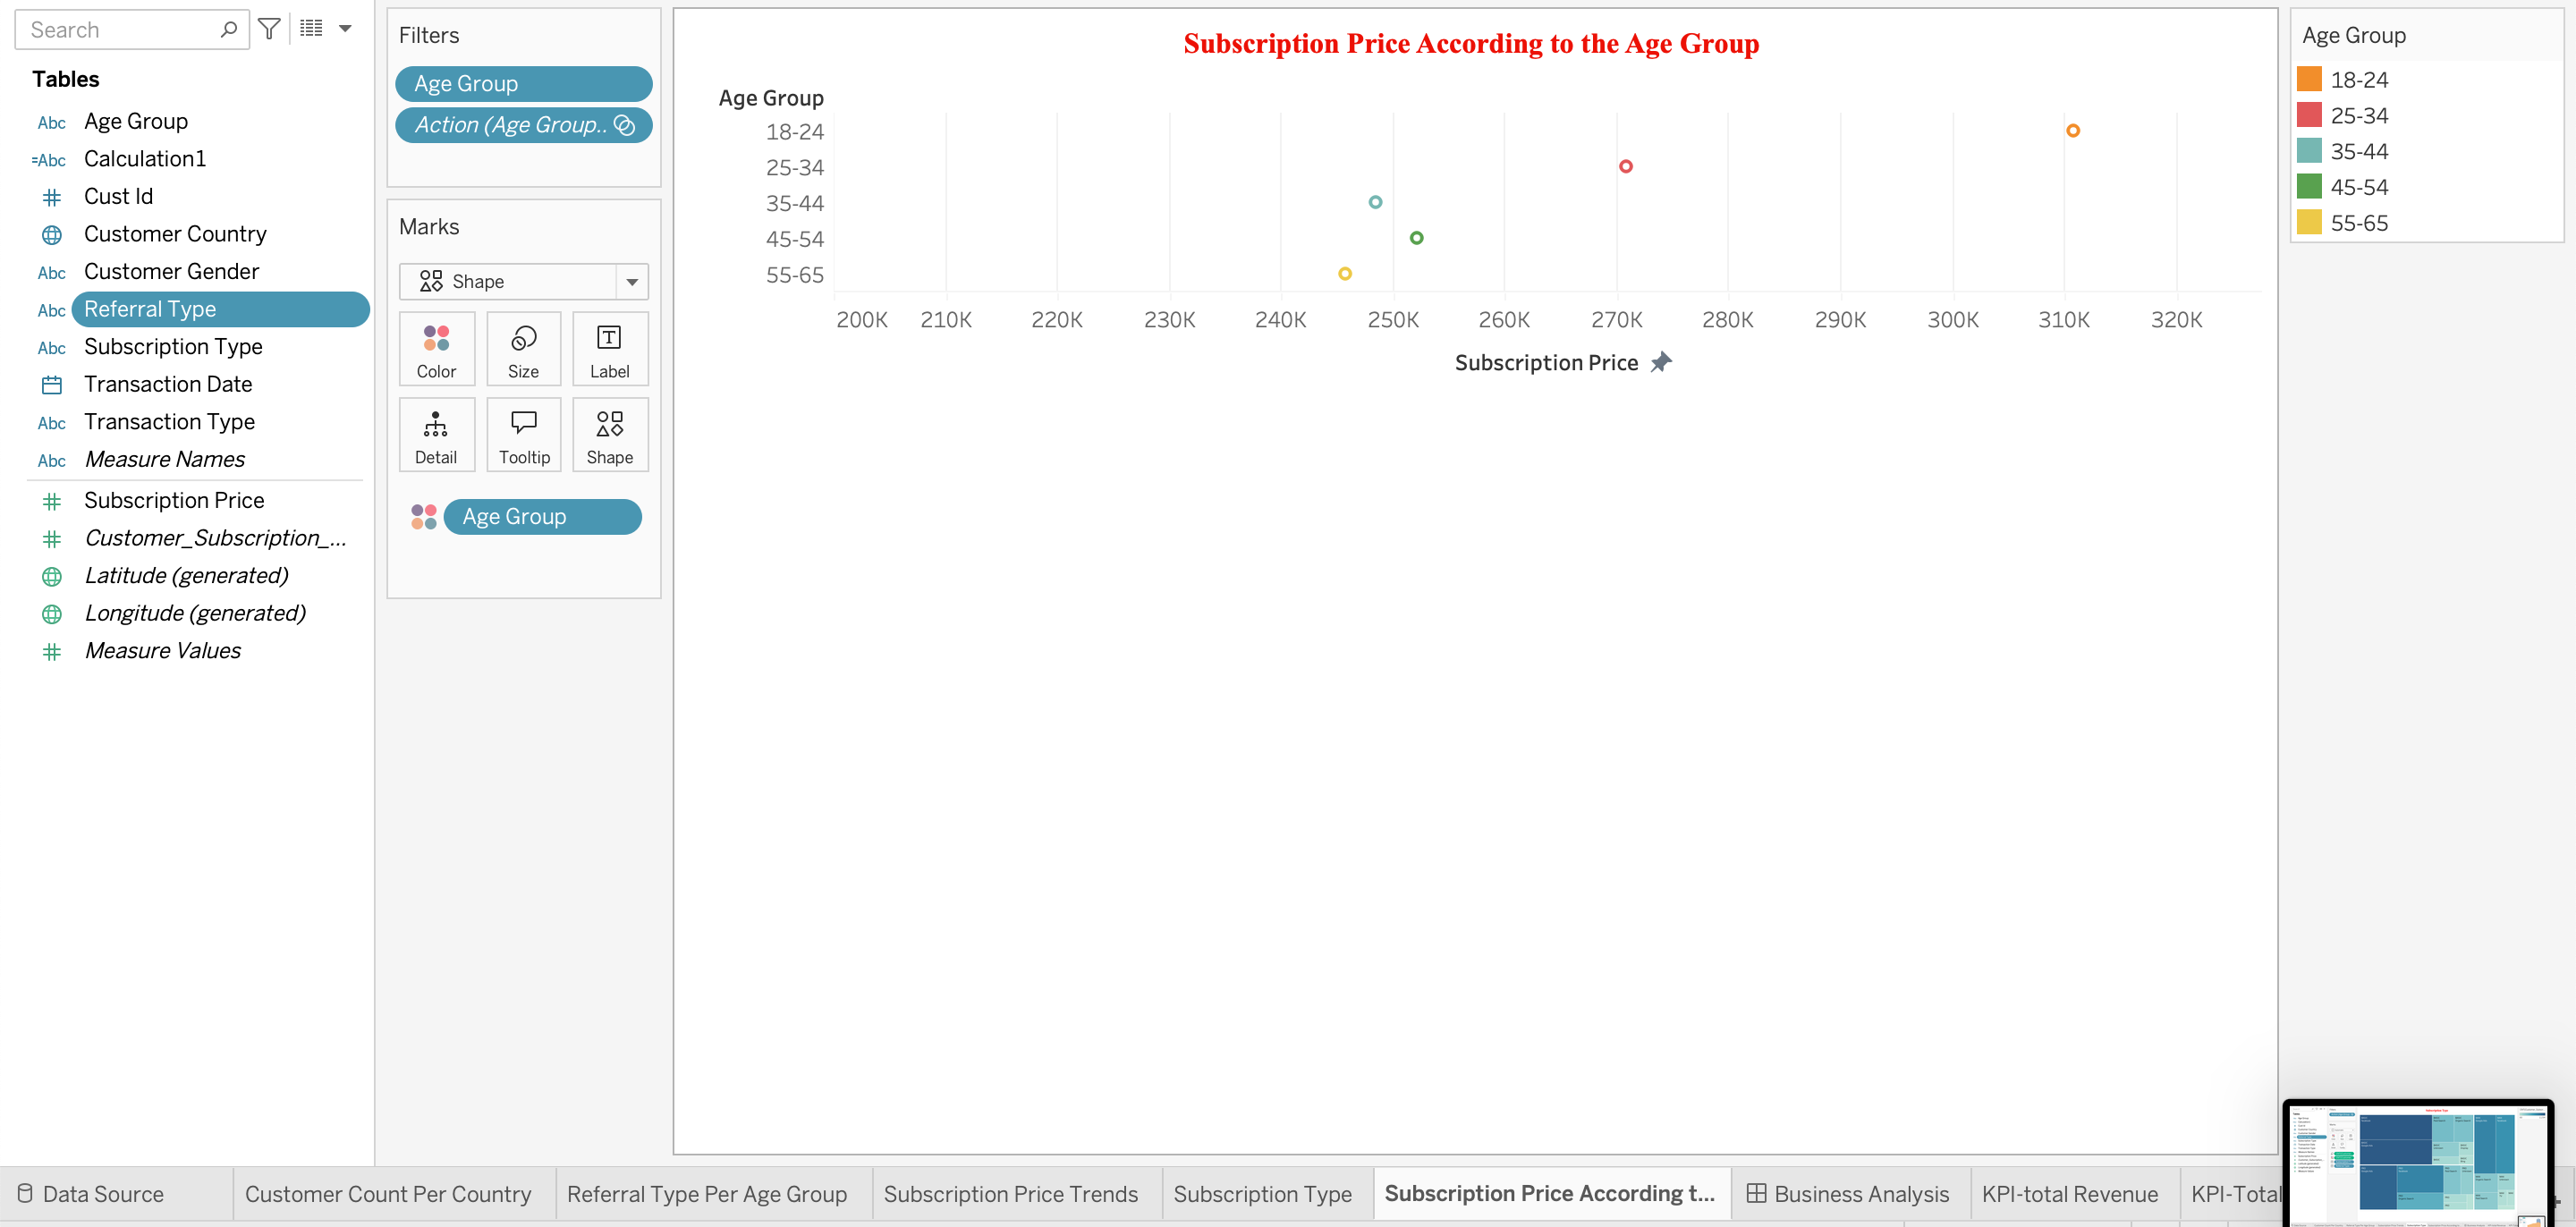 Search
Tables
Abc Age Group
=Abc Calculation1
Cust Id
Customer Country
Abc Customer Gender
Abc Referral Type
Abc Subscription Type
Transaction Date
Abc Transaction Type
Abc Measure Names
Subscription Price
Customer_Subscription_...
Latitude (generated)
Longitude (generated)
Measure Values
Filters
Age Group
Action (Age Group..
Marks
Shape
Color Size Label
Detail Tooltip Shape
Age Group
Subscription Price According to the Age Group
Age Group
18-24
25-34
35-44
45-54
55-65
200K 210K 220K 230K 240K 250K 260K 270K 280K 290K 300K 310K 320K
Subscription Price
Age Group
18-24
25-34
35-44
45-54
55-65
Data Source Customer Count Per Country Referral Type Per Age Group Subscription Price Trends Subscription Type Subscription Price According t... Business Analysis KPI-total Revenue KPI-Total